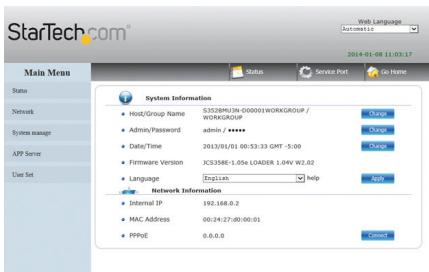 StarTech.com®
Web Language
Automatic
2014-01-08 11:03:17
Main Menu
Status
Service Port
Go Home
Status
Network
System manage
APP Server
User Set
System Information
Host/Group Name
S352BMU3N-D00001WORKGROUP /
WORKGROUP
Change
Admin/Password
admin / •••••
Change
Date/Time
2013/01/01 00:53:33 GMT -5:00
Change
Firmware Version
JCS358E-1.05e LOADER 1.04V W2.02
Language
English
help
Apply
Network Information
Internal IP
192.168.0.2
MAC Address
00:24:27:d0:00:01
PPPoE
0.0.0.0
Connect